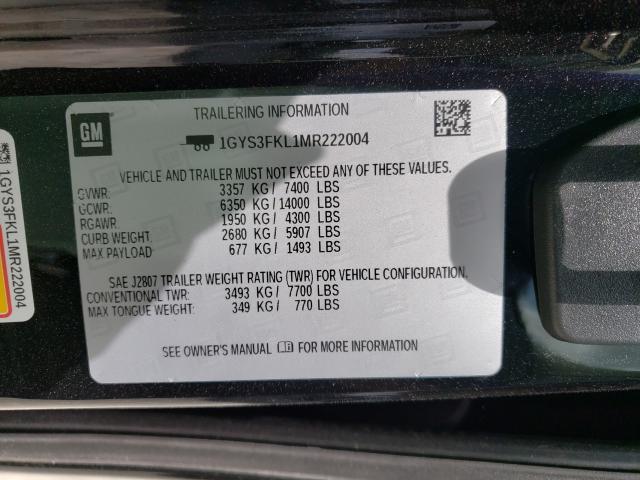 GM
TRAILERING INFORMATION
1GYS3FKL1MR222004
VEHICLE AND TRAILER MUST NOT EXCEED ANY OF THESE VALUES.
GVWR: 3357 KG / 7400 LBS
GCWR: 6350 KG / 14000 LBS
RGAWR: 1950 KG / 4300 LBS
CURB WEIGHT: 2680 KG / 5907 LBS
MAX PAYLOAD: 677 KG / 1493 LBS
SAE J2807 TRAILER WEIGHT RATING (TWR) FOR VEHICLE CONFIGURATION.
CONVENTIONAL TWR: 3493 KG / 7700 LBS
MAX TONGUE WEIGHT: 349 KG / 770 LBS
SEE OWNER'S MANUAL FOR MORE INFORMATION
1GYS3FKL1MR222004